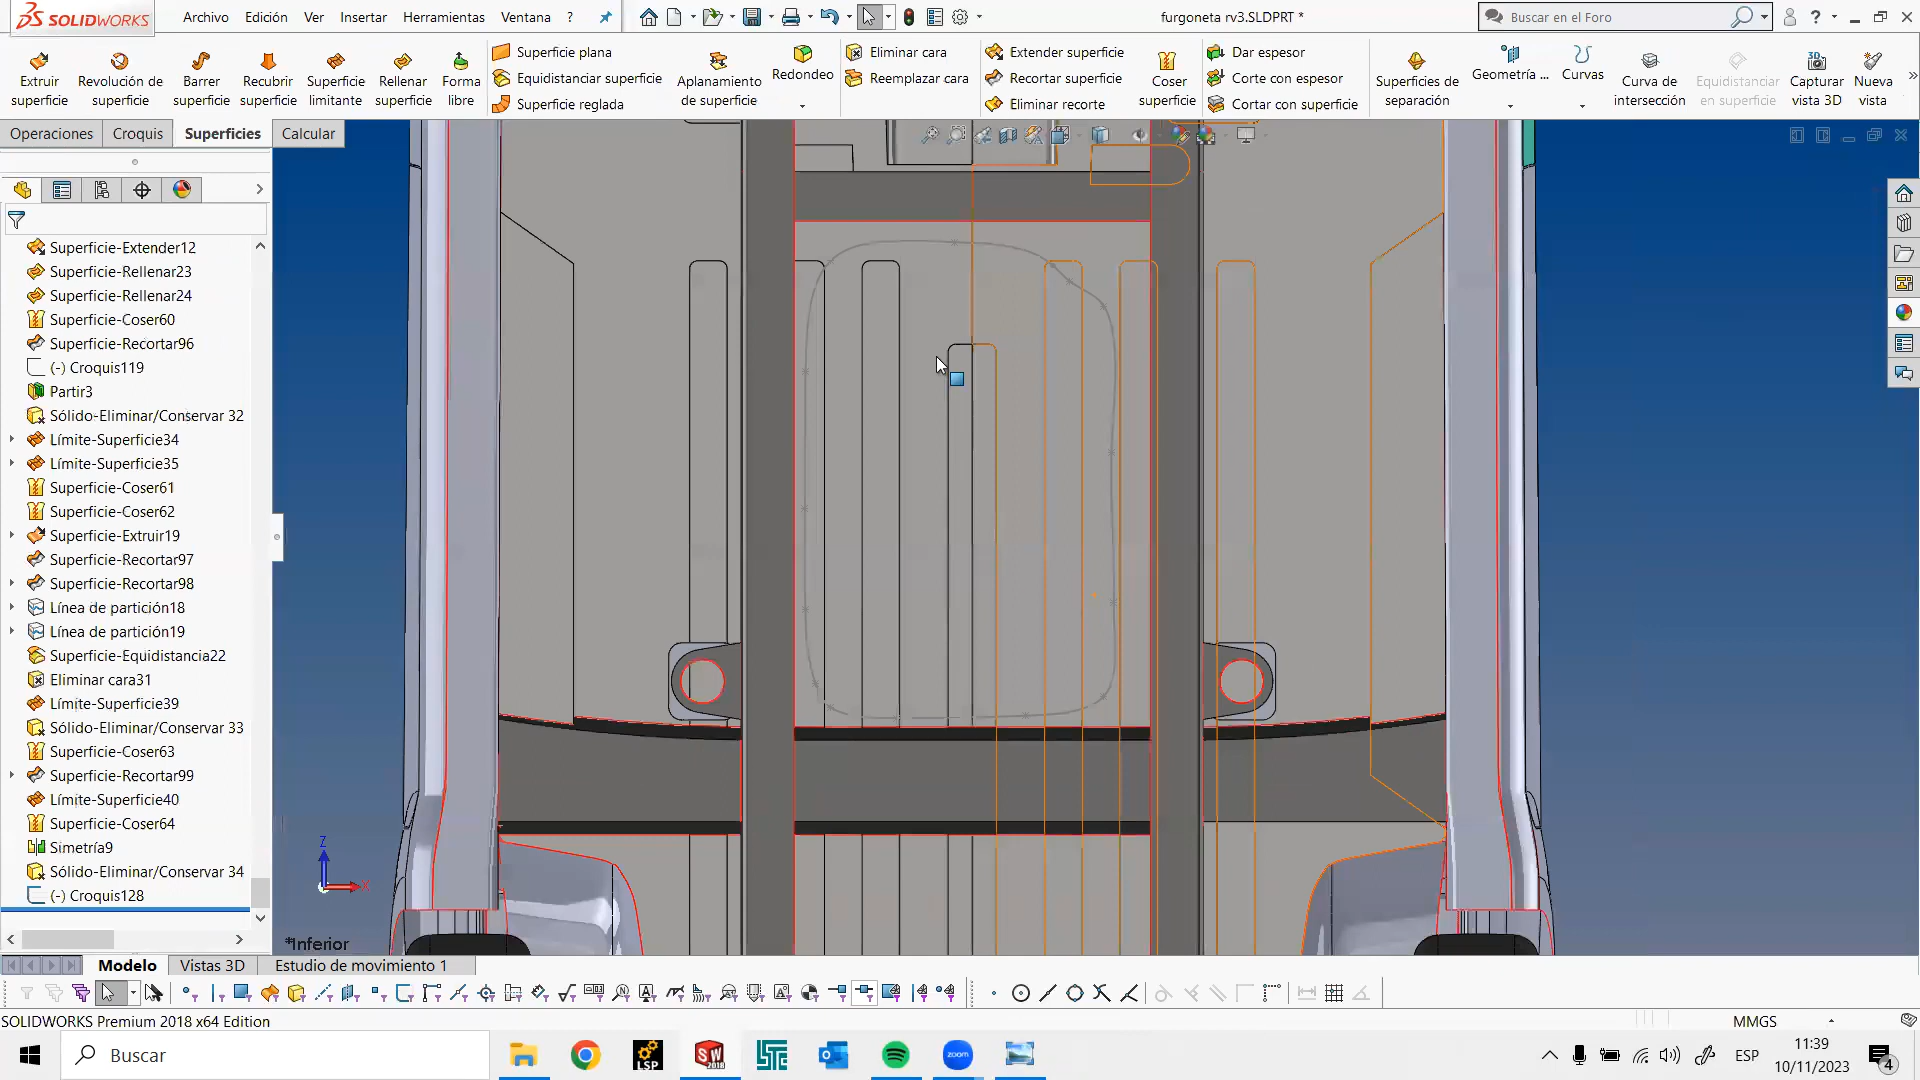 SOLIDWORKS
Archivo Edición Ver Insertar Herramientas Ventana ?
furgoneta rv3.SLDPRT *
Buscar en el Foro
Extruir superficie
Revolución de superficie
Barrer superficie
Recubrir superficie
Superficie limitante
Rellenar superficie
Forma libre
Superficie plana
Equidistanciar superficie
Superficie reglada
Aplanamiento de superficie
Redondeo
Eliminar cara
Reemplazar cara
Extender superficie
Recortar superficie
Eliminar recorte
Coser superficie
Dar espesor
Corte con espesor
Cortar con superficie
Superficies de separación
Geometría ...
Curvas
Curva de intersección
Equidistanciar en superficie
Capturar vista 3D
Nueva vista
Operaciones Croquis Superficies Calcular
Superficie-Extender12
Superficie-Rellenar23
Superficie-Rellenar24
Superficie-Coser60
Superficie-Recortar96
(-) Croquis119
Partir3
Sólido-Eliminar/Conservar 32
Límite-Superficie34
Límite-Superficie35
Superficie-Coser61
Superficie-Coser62
Superficie-Extruir19
Superficie-Recortar97
Superficie-Recortar98
Línea de partición18
Línea de partición19
Superficie-Equidistancia22
Eliminar cara31
Límite-Superficie39
Sólido-Eliminar/Conservar 33
Superficie-Coser63
Superficie-Recortar99
Límite-Superficie40
Superficie-Coser64
Simetría9
Sólido-Eliminar/Conservar 34
(-) Croquis128
Z
X
*Inferior
Modelo Vistas 3D Estudio de movimiento 1
SOLIDWORKS Premium 2018 x64 Edition
MMGS
Buscar
LSP
SW
2018
zoom
ESP
11:39
10/11/2023
4